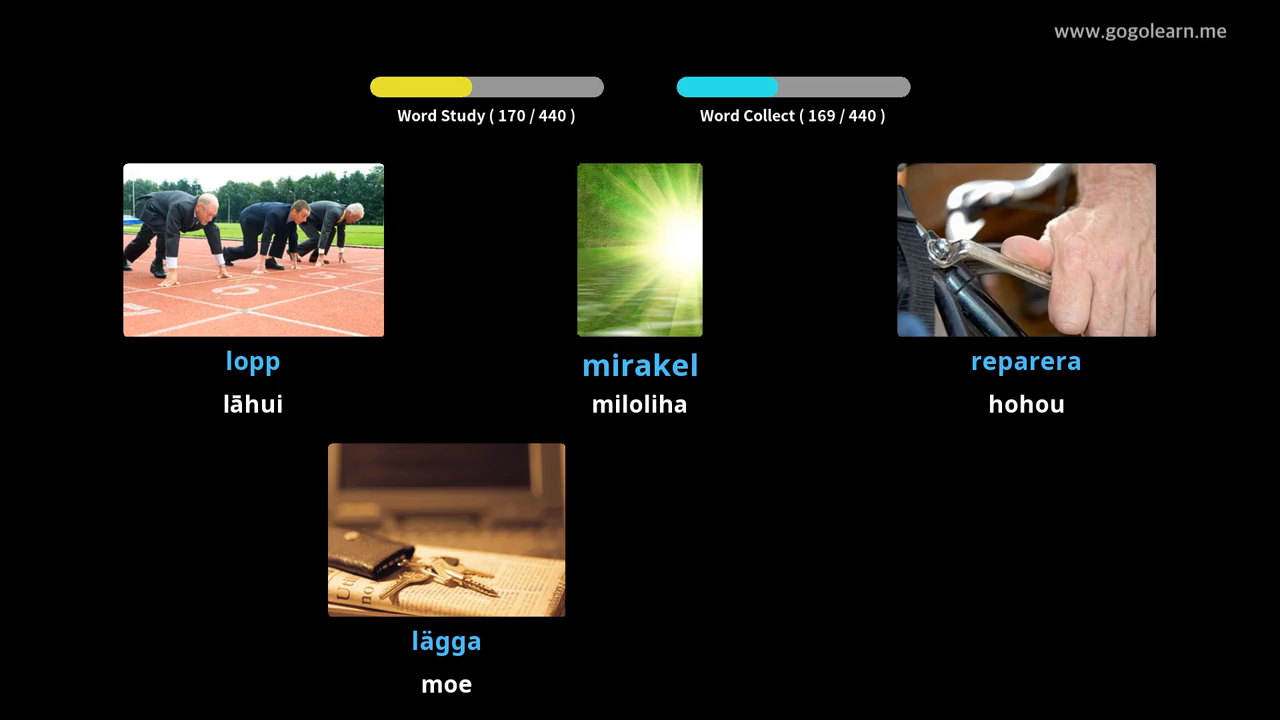 www.gogolearn.me
Word Study ( 170 / 440 )
Word Collect ( 169 / 440 )
lopp
lāhui
mirakel
miloliha
reparera
hohou
lägga
moe